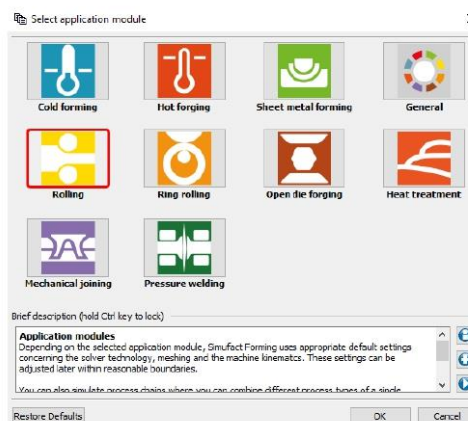 Select application module
Cold forming
Hot forging
Sheet metal forming
General
Rolling
Ring rolling
Open die forging
Heat treatment
Mechanical joining
Pressure welding
Brief description (hold Ctrl key to lock)
Application modules
Depending on the selected application module, Simufact Forming uses appropriate default settings
concerning the solver technology, meshing and the machine kinematics. These settings can be
adjusted later within reasonable boundaries.
You can also simulate process chains where you can combine different process types of a single
Restore Defaults
OK
Cancel